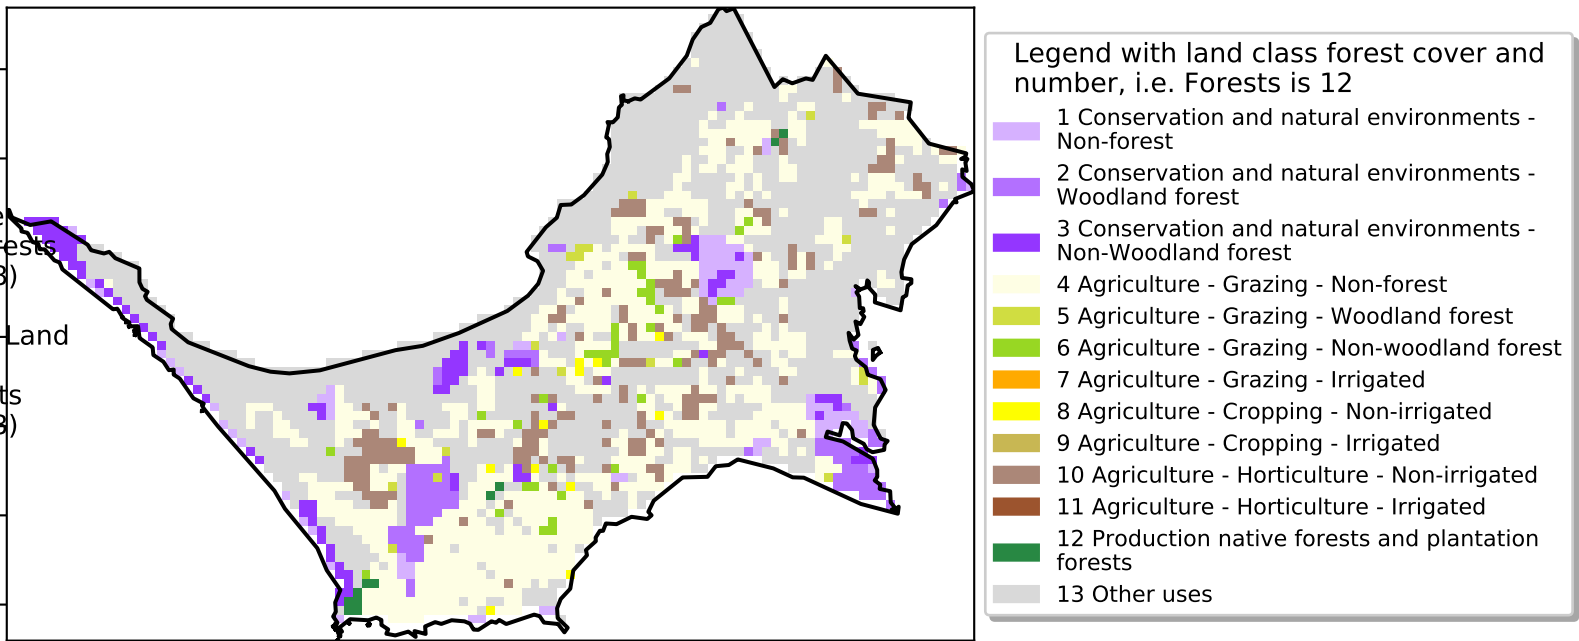 Legend with land class forest cover and
number, i.e. Forests is 12
1 Conservation and natural environments -
Non-forest
2 Conservation and natural environments -
Woodland forest
3 Conservation and natural environments -
Non-Woodland forest
4 Agriculture - Grazing - Non-forest
5 Agriculture - Grazing - Woodland forest
6 Agriculture - Grazing - Non-woodland forest
7 Agriculture - Grazing - Irrigated
8 Agriculture - Cropping - Non-irrigated
9 Agriculture - Cropping - Irrigated
10 Agriculture - Horticulture - Non-irrigated
11 Agriculture - Horticulture - Irrigated
12 Production native forests and plantation
forests
13 Other uses
e
rests
3)
Land
ts
3)